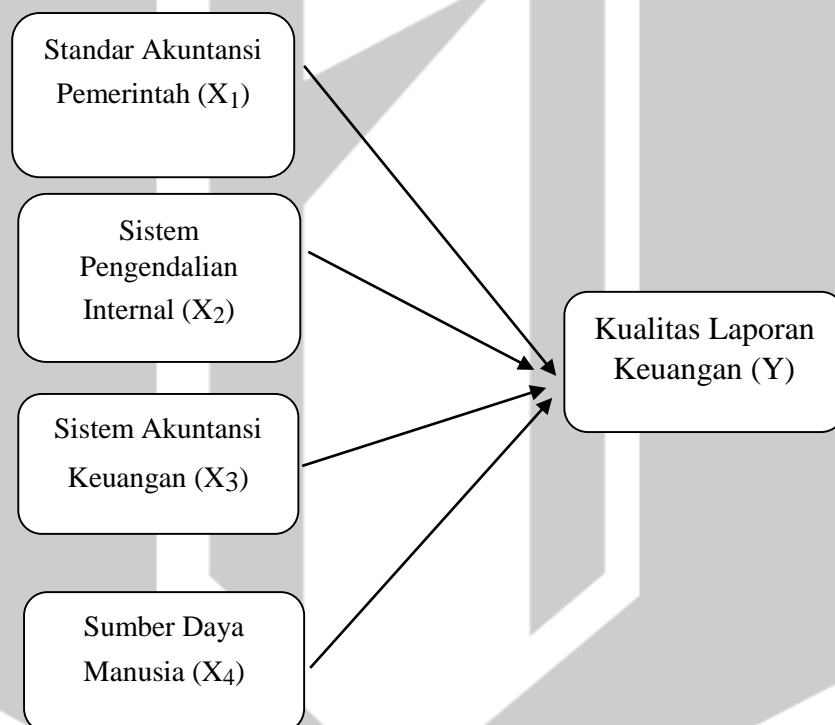 Standar Akuntansi
Pemerintah (X1)
Sistem
Pengendalian
Internal (X2)
Kualitas Laporan
Keuangan (Y)
Sistem Akuntansi
Keuangan (X3)
Sumber Daya
Manusia (X4)